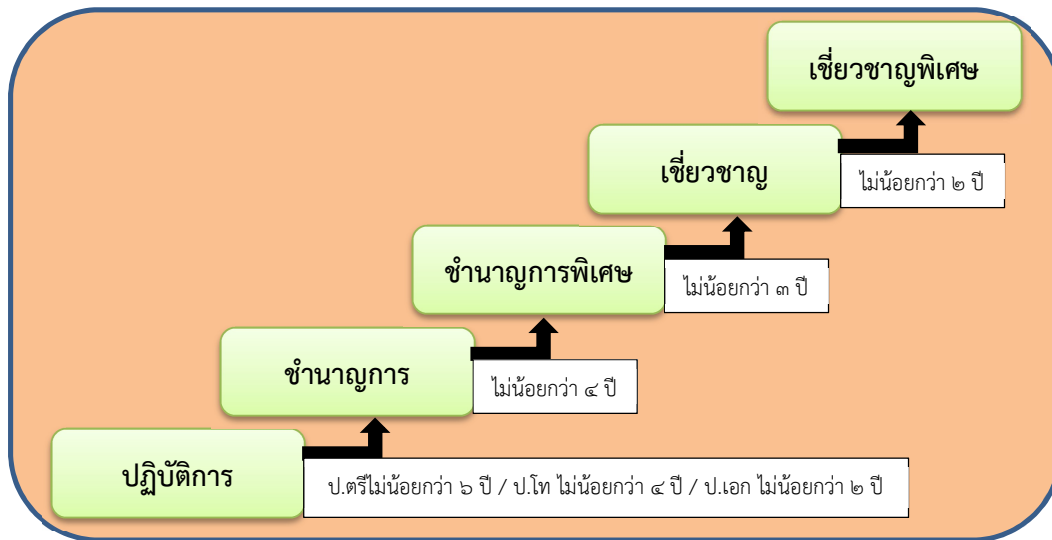 เชี่ยวชาญพิเศษ
เชี่ยวชาญ
ไม่น้อยกว่า ๒ ปี
ชำนาญการพิเศษ
ไม่น้อยกว่า ๓ ปี
ชำนาญการ
ไม่น้อยกว่า ๔ ปี
ปฏิบัติการ
ป.ตรีไม่น้อยกว่า ๖ ปี / ป.โท ไม่น้อยกว่า ๔ ปี / ป.เอก ไม่น้อยกว่า ๒ ปี